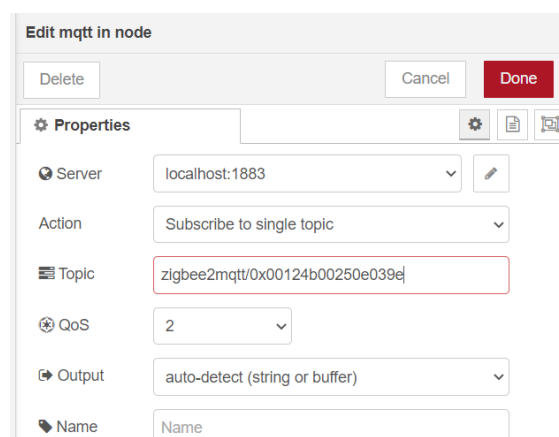 Edit mqtt in node
Delete Cancel Done
Properties
Server localhost:1883
Action Subscribe to single topic
Topic zigbee2mqtt/0x00124b00250e039e
QoS 2
Output auto-detect (string or buffer)
Name Name